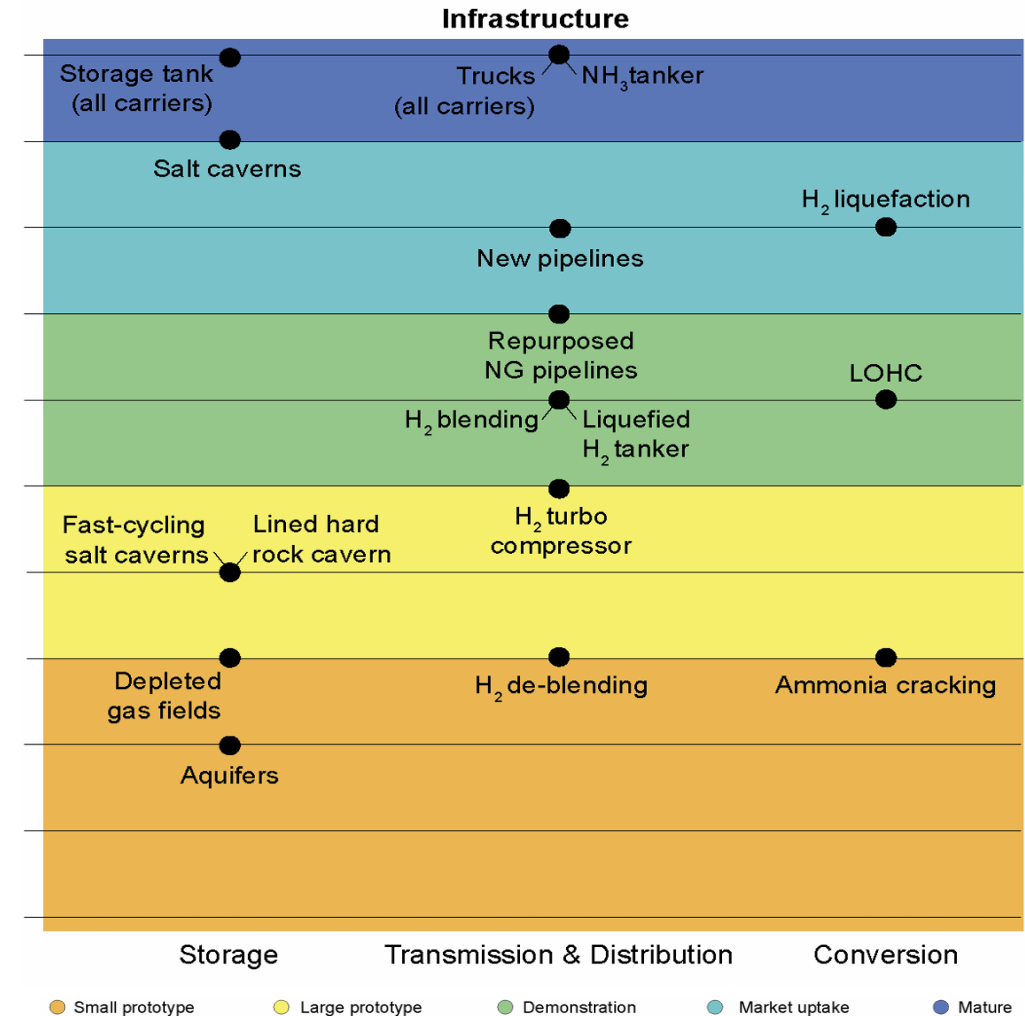 Infrastructure
Storage tank
(all carriers)
Trucks
(all carriers)
NH3 tanker
Salt caverns
H2 liquefaction
New pipelines
Repurposed
NG pipelines
LOHC
H2 blending
Liquefied
H2 tanker
H2 turbo
compressor
Fast-cycling
salt caverns
Lined hard
rock cavern
Depleted
gas fields
H2 de-blending
Ammonia cracking
Aquifers
Storage
Transmission & Distribution
Conversion
Small prototype
Large prototype
Demonstration
Market uptake
Mature